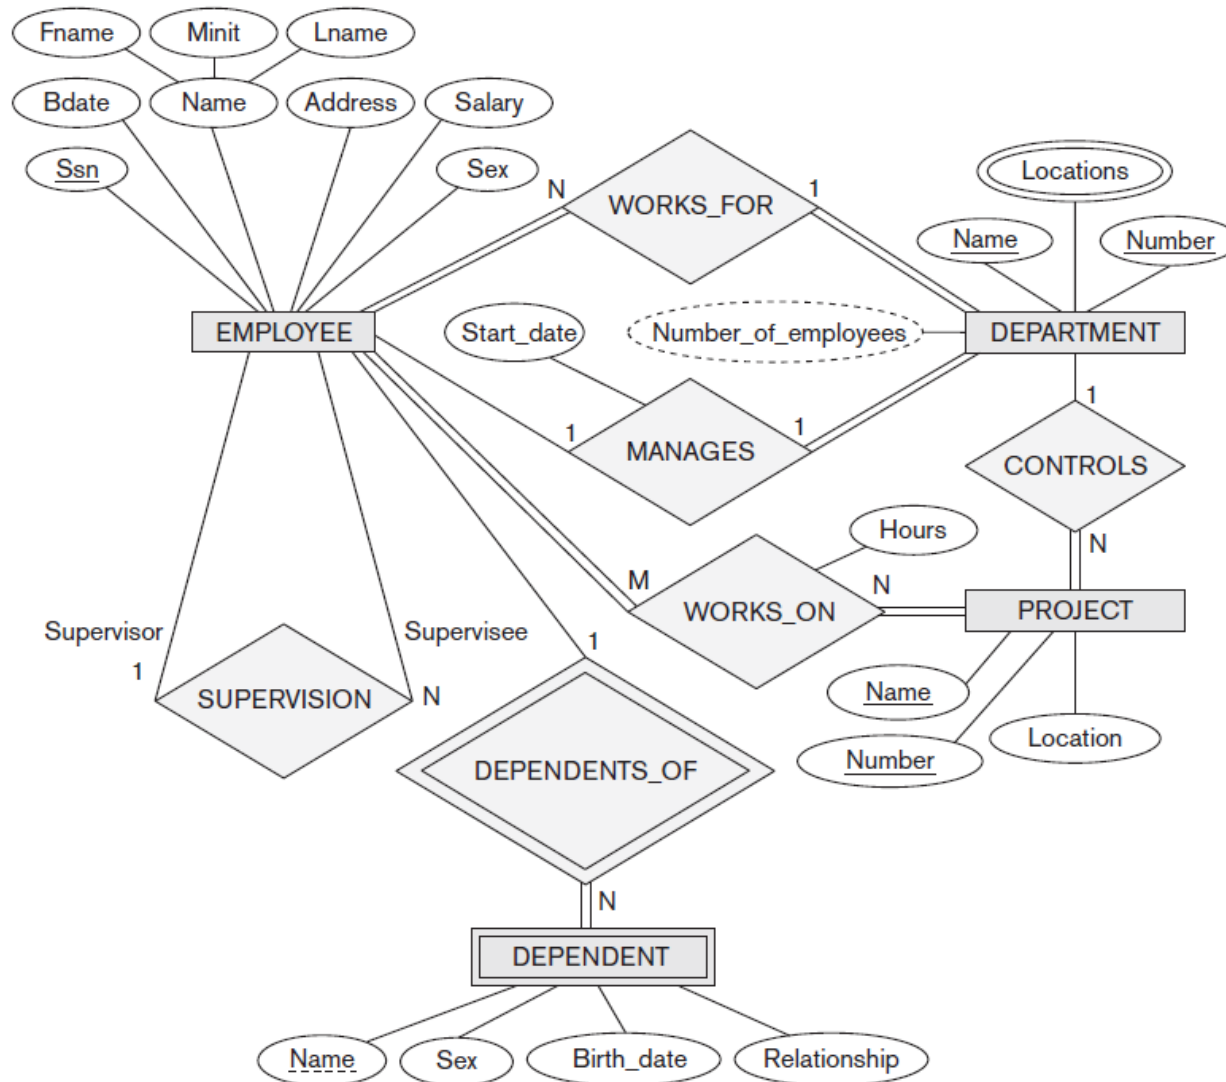 Fname
Minit
Lname
Bdate
Name
Address
Salary
Ssn
Sex
N
WORKS_FOR
1
Locations
Name
Number
EMPLOYEE
Start_date
Number_of_employees
DEPARTMENT
1
MANAGES
1
1
CONTROLS
Hours
N
M
WORKS_ON
N
PROJECT
Supervisor
Supervisee
1
1
SUPERVISION
N
Name
Number
Location
DEPENDENTS_OF
N
DEPENDENT
Name
Sex
Birth_date
Relationship